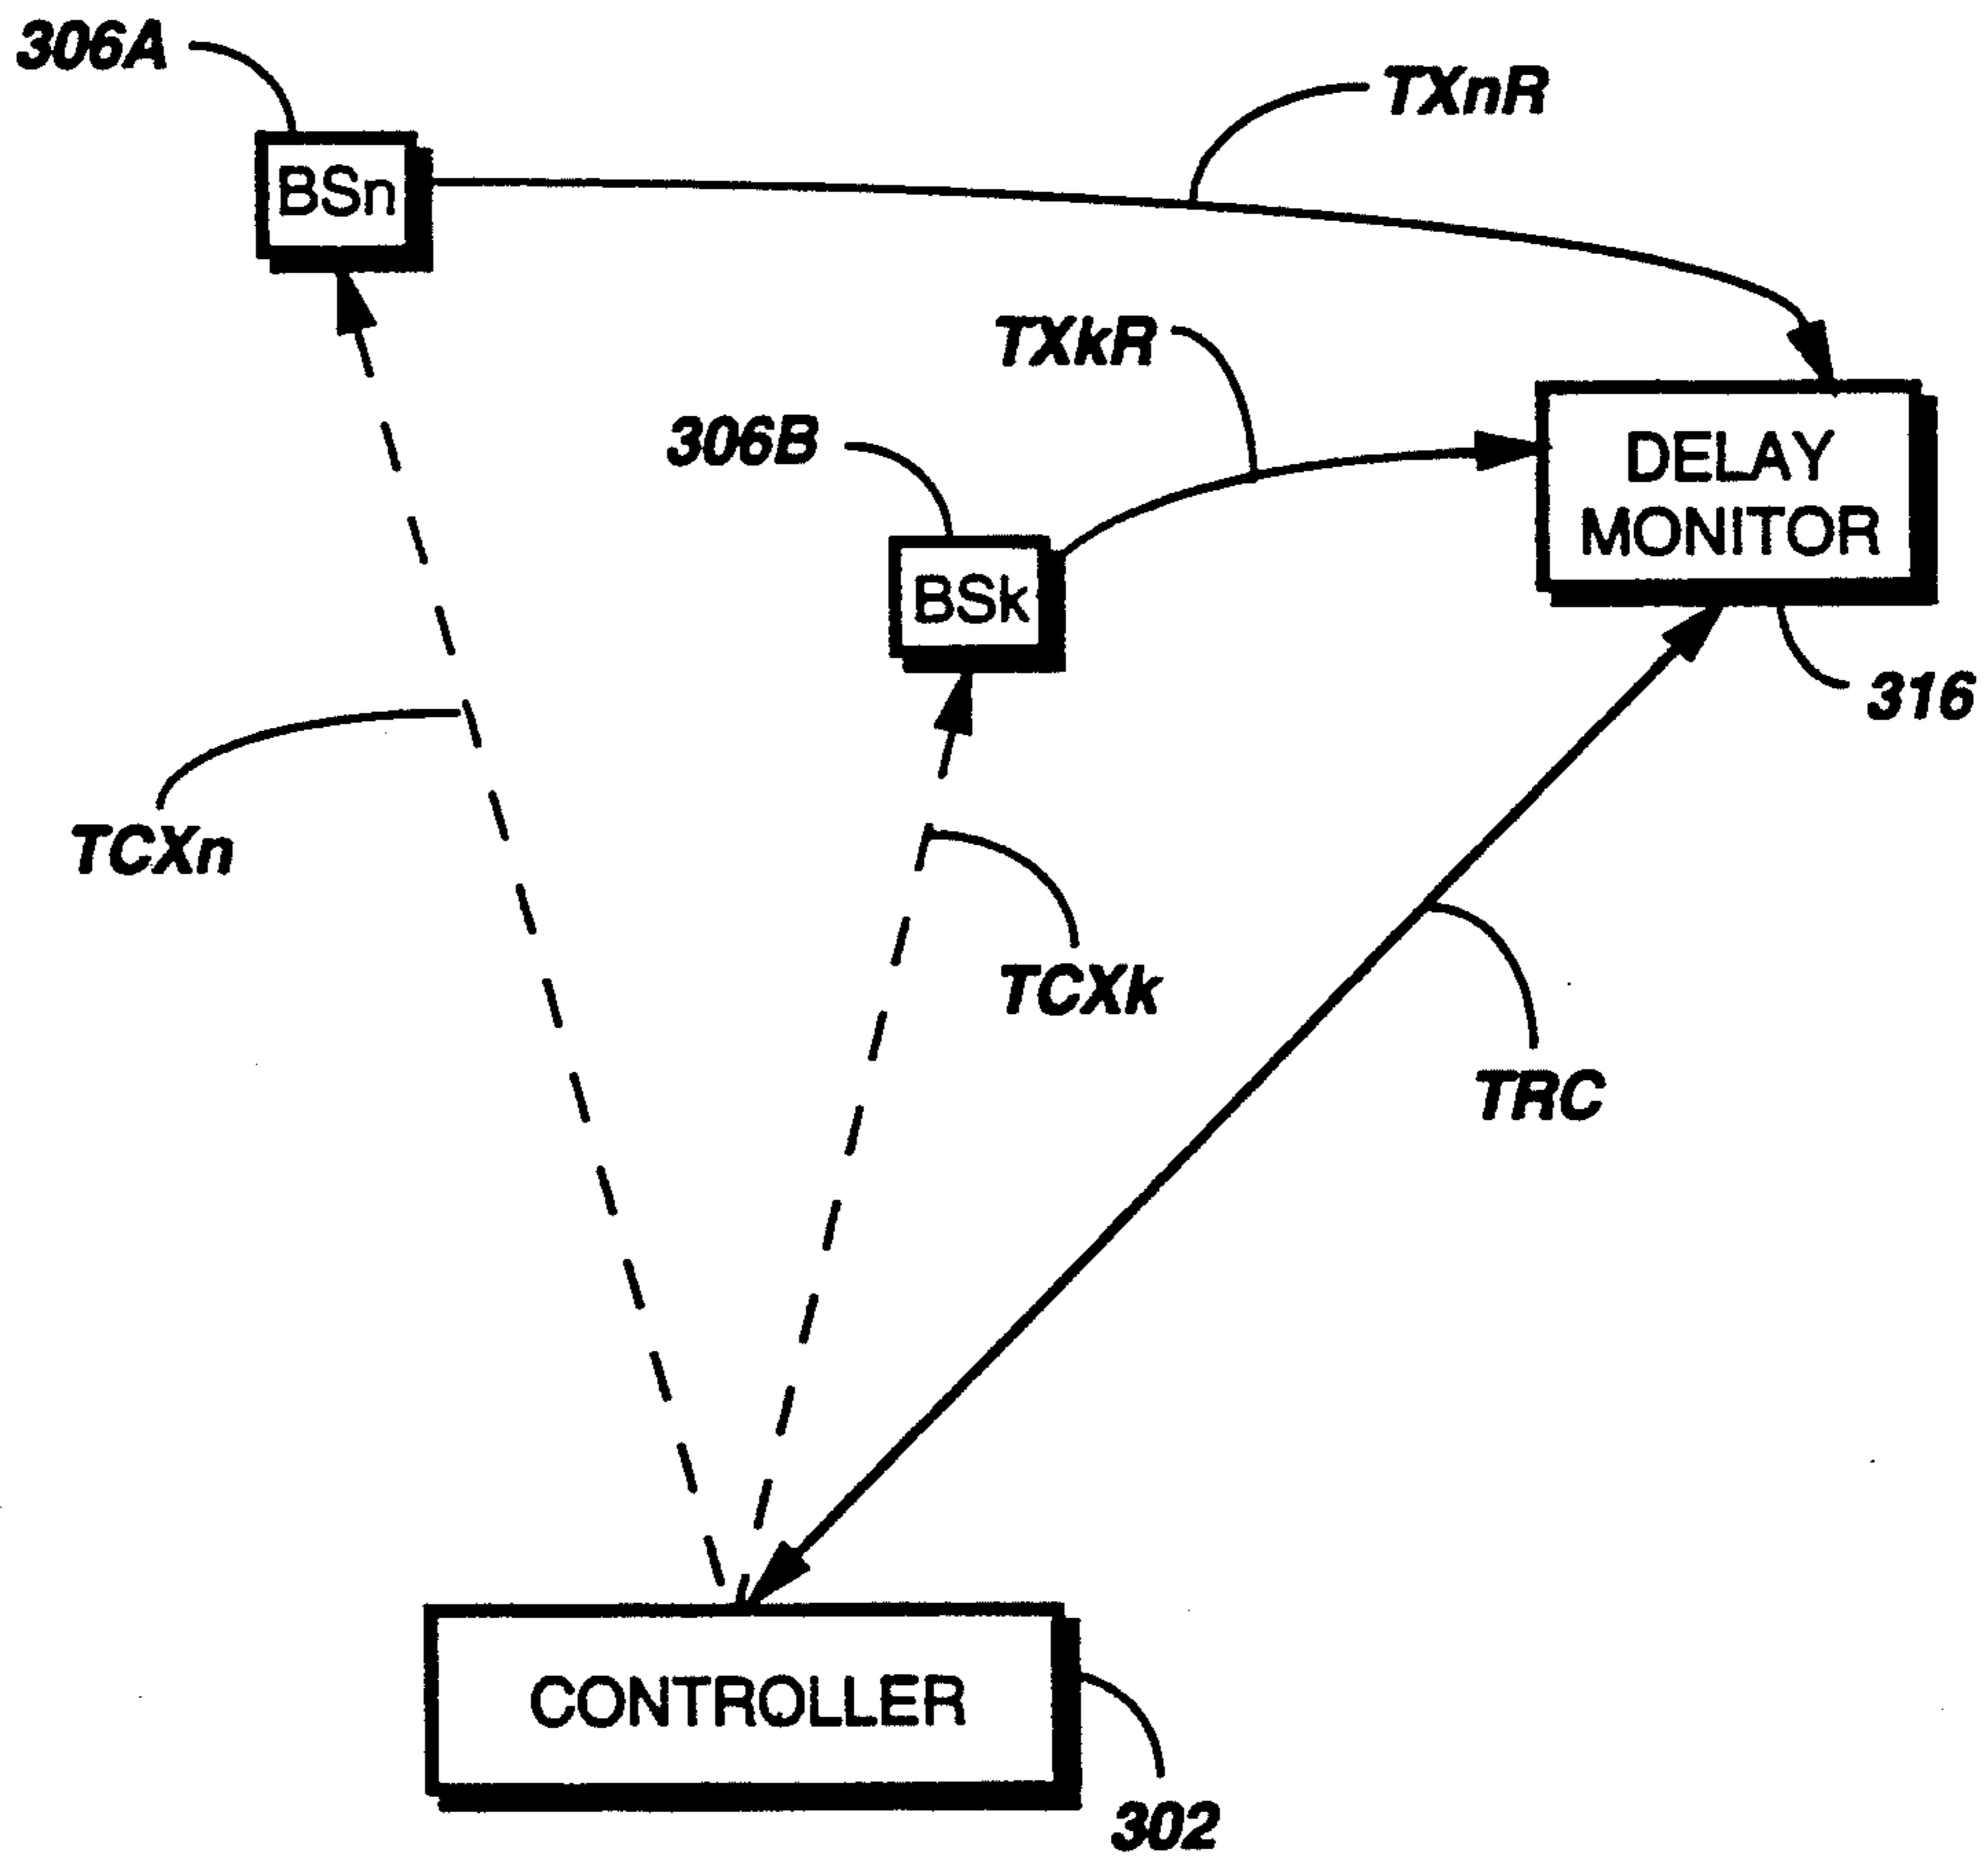 306A
TXnR
BSn
TXkR
306B
DELAY
MONITOR
BSk
316
TCXn
TCXk
TRC
CONTROLLER
302